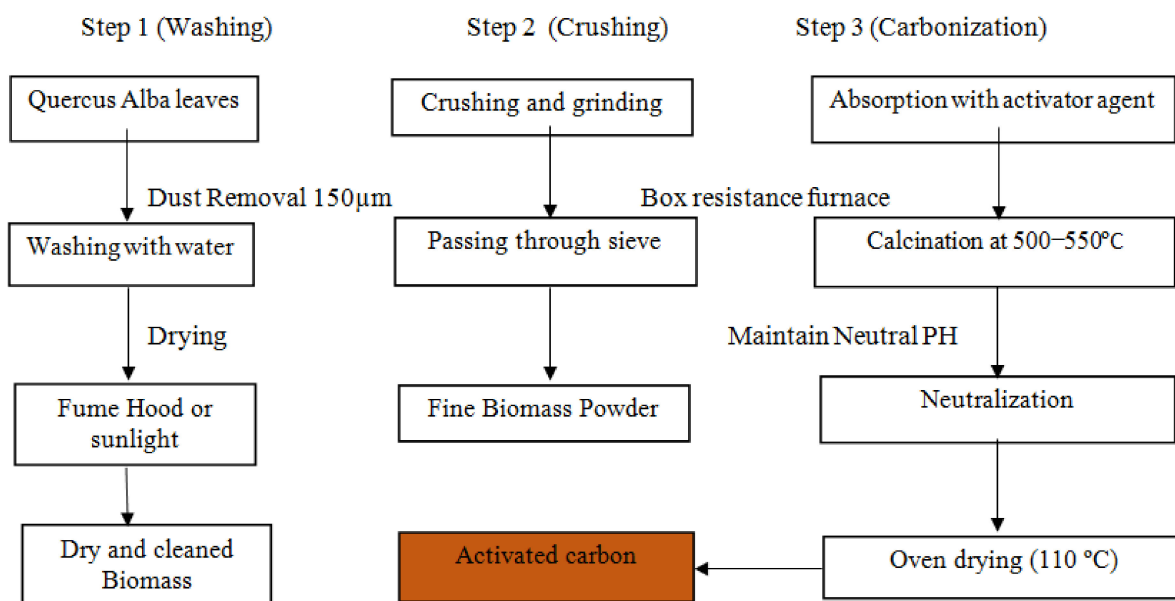 Step 1 (Washing)
Step 2 (Crushing)
Step 3 (Carbonization)
Quercus Alba leaves
Dust Removal 150µm
Washing with water
Drying
Fume Hood or
sunlight
Dry and cleaned
Biomass
Crushing and grinding
Passing through sieve
Fine Biomass Powder
Absorption with activator agent
Box resistance furnace
Calcination at 500−550℃
Maintain Neutral PH
Neutralization
Oven drying (110 °C)
Activated carbon